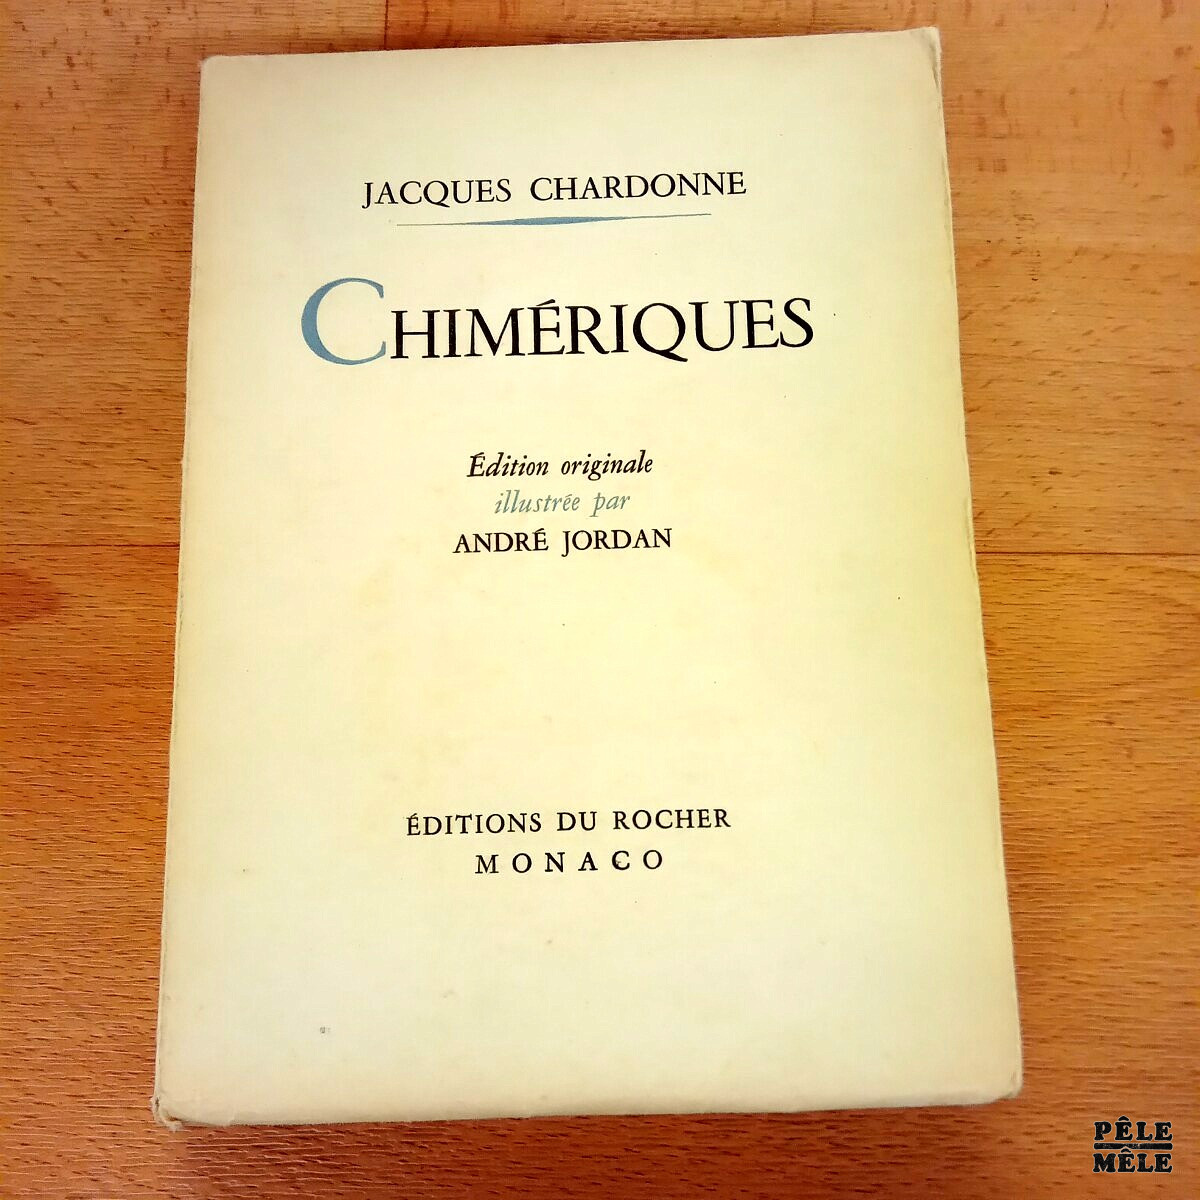 JACQUES CHARDONNE
CHIMÉRIQUES
Édition originale
illustrée par
ANDRÉ JORDAN
ÉDITIONS DU ROCHER
MONACO
PÊLE
MÊLE